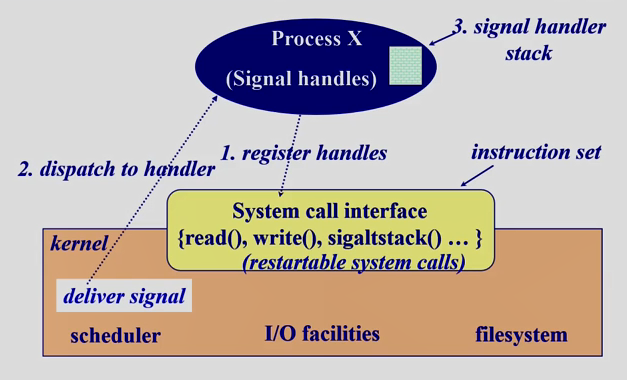 Process X
(Signal handles)
3. signal handler
stack
2. dispatch to handler
1. register handles
instruction set
System call interface
{read(), write(), sigaltstack() … }
(restartable system calls)
kernel
deliver signal
scheduler
I/O facilities
filesystem